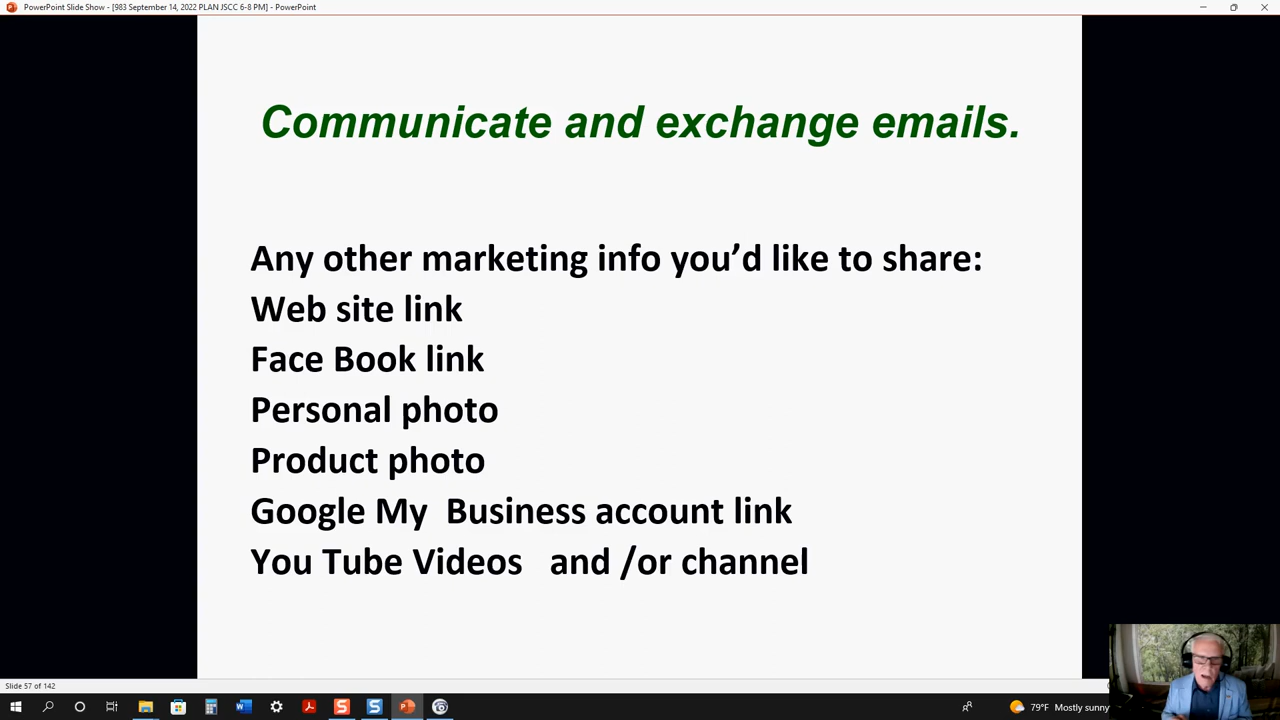 PowerPoint Slide Show - [983 September 14, 2022 PLAN JSCC 6-8 PM] - PowerPoint
Communicate and exchange emails.
Any other marketing info you’d like to share:
Web site link
Face Book link
Personal photo
Product photo
Google My  Business account link
You Tube Videos   and /or channel
Slide 57 of 142
79°F Mostly sunny